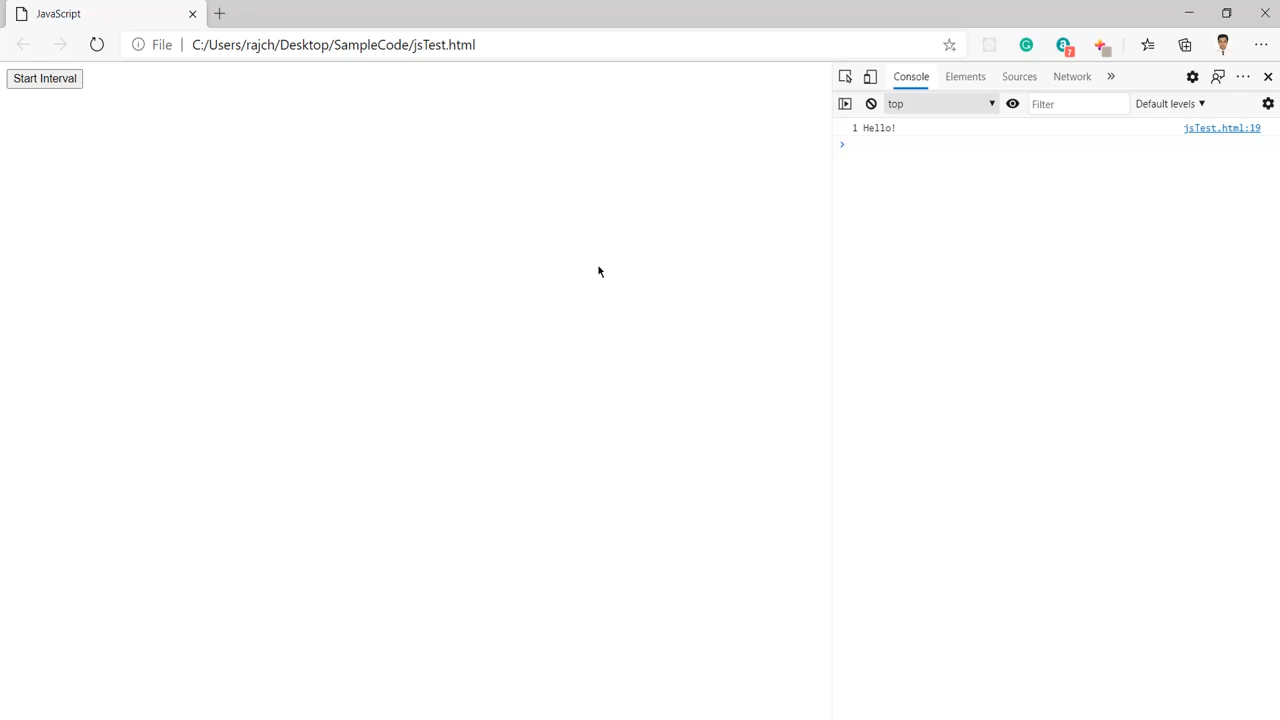 JavaScript
File | C:/Users/rajch/Desktop/SampleCode/jsTest.html
7
Start Interval
Console Elements Sources Network »
top Filter Default levels
1 Hello! jsTest.html:19